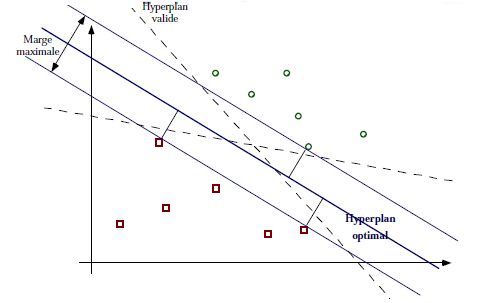 Hyperplan
valide
Marge
maximale
Hyperplan
optimal